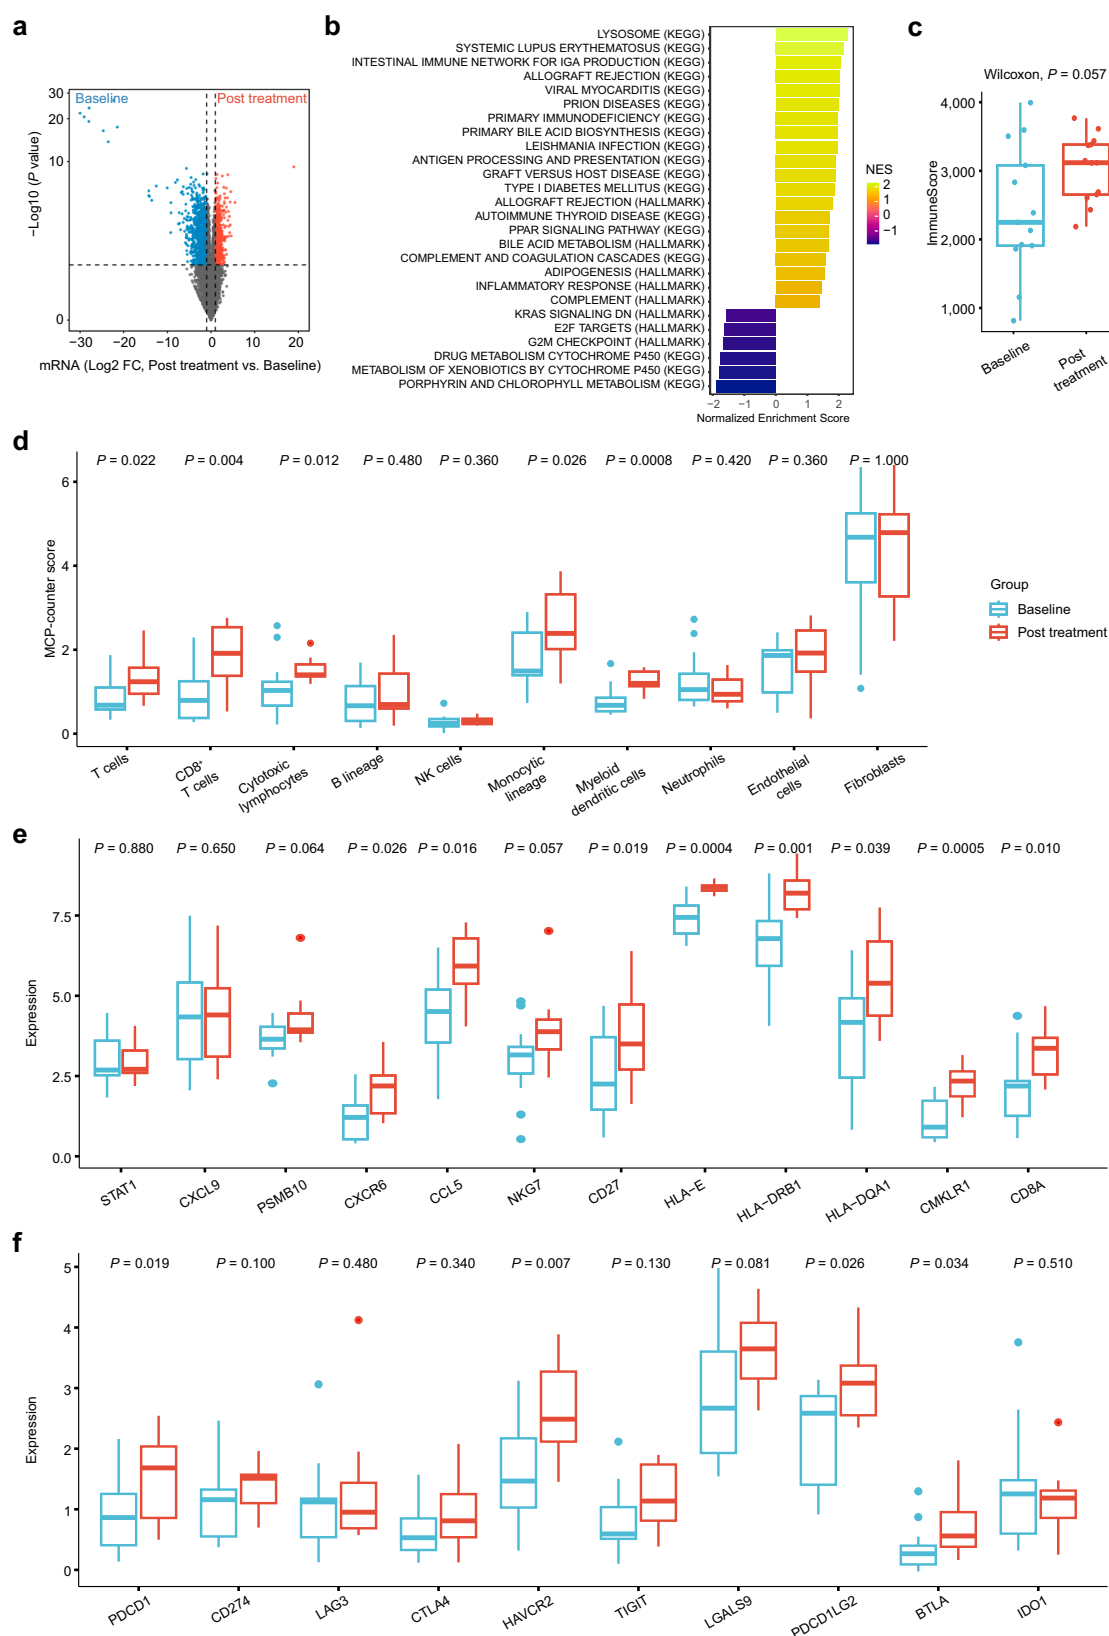 a
Baseline
Post treatment
30
20
10
0
−Log10 (P value)
−30
−20
−10
0
10
20
mRNA (Log2 FC, Post treatment vs. Baseline)
b
LYSOSOME (KEGG)
SYSTEMIC LUPUS ERYTHEMATOSUS (KEGG)
INTESTINAL IMMUNE NETWORK FOR IGA PRODUCTION (KEGG)
ALLOGRAFT REJECTION (KEGG)
VIRAL MYOCARDITIS (KEGG)
PRION DISEASES (KEGG)
PRIMARY IMMUNODEFICIENCY (KEGG)
PRIMARY BILE ACID BIOSYNTHESIS (KEGG)
LEISHMANIA INFECTION (KEGG)
ANTIGEN PROCESSING AND PRESENTATION (KEGG)
GRAFT VERSUS HOST DISEASE (KEGG)
TYPE I DIABETES MELLITUS (KEGG)
ALLOGRAFT REJECTION (HALLMARK)
AUTOIMMUNE THYROID DISEASE (KEGG)
PPAR SIGNALING PATHWAY (KEGG)
BILE ACID METABOLISM (HALLMARK)
COMPLEMENT AND COAGULATION CASCADES (KEGG)
ADIPOGENESIS (HALLMARK)
INFLAMMATORY RESPONSE (HALLMARK)
COMPLEMENT (HALLMARK)
KRAS SIGNALING DN (HALLMARK)
E2F TARGETS (HALLMARK)
G2M CHECKPOINT (HALLMARK)
DRUG METABOLISM CYTOCHROME P450 (KEGG)
METABOLISM OF XENOBIOTICS BY CYTOCHROME P450 (KEGG)
PORPHYRIN AND CHLOROPHYLL METABOLISM (KEGG)
−2
−1
0
1
2
Normalized Enrichment Score
NES
2
1
0
−1
c
Wilcoxon, P = 0.057
4,000
3,000
2,000
1,000
ImmuneScore
Baseline
Post
treatment
d
P = 0.022
P = 0.004
P = 0.012
P = 0.480
P = 0.360
P = 0.026
P = 0.0008
P = 0.420
P = 0.360
P = 1.000
6
4
2
0
MCP-counter score
T cells
CD8+
T cells
Cytotoxic
lymphocytes
B lineage
NK cells
Monocytic
lineage
Myeloid
dendritic cells
Neutrophils
Endothelial
cells
Fibroblasts
Group
Baseline
Post treatment
e
P = 0.880
P = 0.650
P = 0.064
P = 0.026
P = 0.016
P = 0.057
P = 0.019
P = 0.0004
P = 0.001
P = 0.039
P = 0.0005
P = 0.010
7.5
5.0
2.5
0.0
Expression
STAT1
CXCL9
PSMB10
CXCR6
CCL5
NKG7
CD27
HLA−E
HLA−DRB1
HLA−DQA1
CMKLR1
CD8A
f
P = 0.019
P = 0.100
P = 0.480
P = 0.340
P = 0.007
P = 0.130
P = 0.081
P = 0.026
P = 0.034
P = 0.510
5
4
3
2
1
0
Expression
PDCD1
CD274
LAG3
CTLA4
HAVCR2
TIGIT
LGALS9
PDCD1LG2
BTLA
IDO1